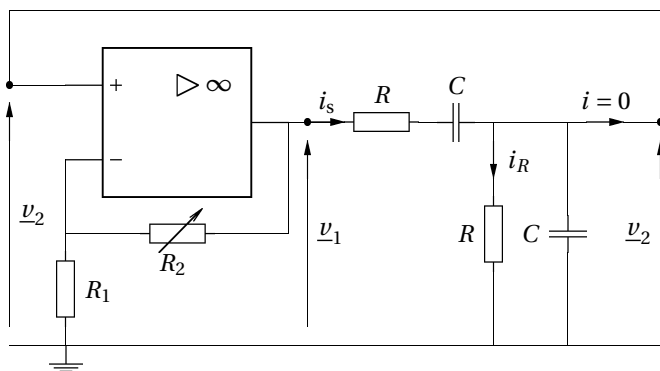 + ▷ ∞
−
i_s R C i = 0
i_R
v_2 v_1 R C v_2
R_2
R_1